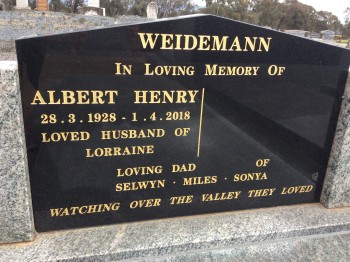 WEIDEMANN
IN LOVING MEMORY OF
ALBERT HENRY
28.3.1928 - 1.4.2018
LOVED HUSBAND OF
LORRAINE
LOVING DAD OF
SELWYN · MILES · SONYA
WATCHING OVER THE VALLEY THEY LOVED